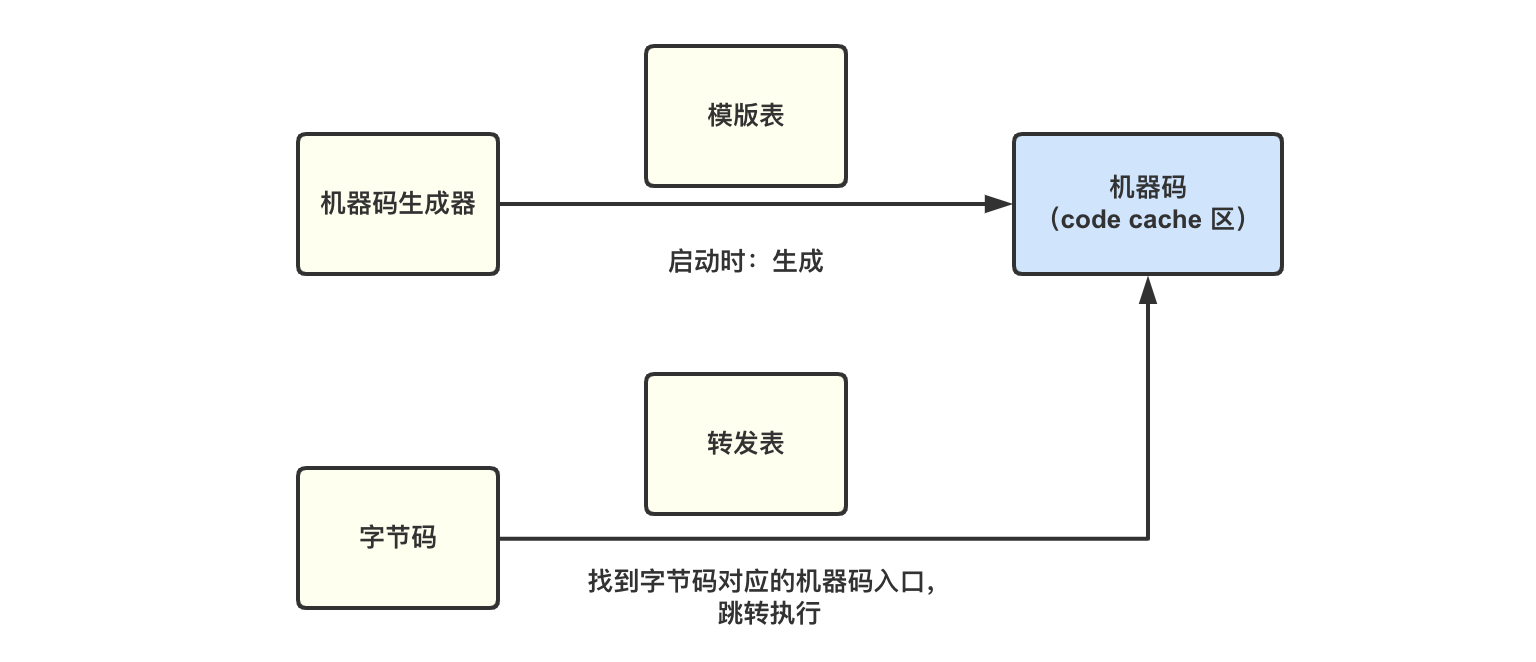 模版表
机器码生成器
机器码
（code cache 区）
启动时：生成
转发表
字节码
找到字节码对应的机器码入口，
跳转执行